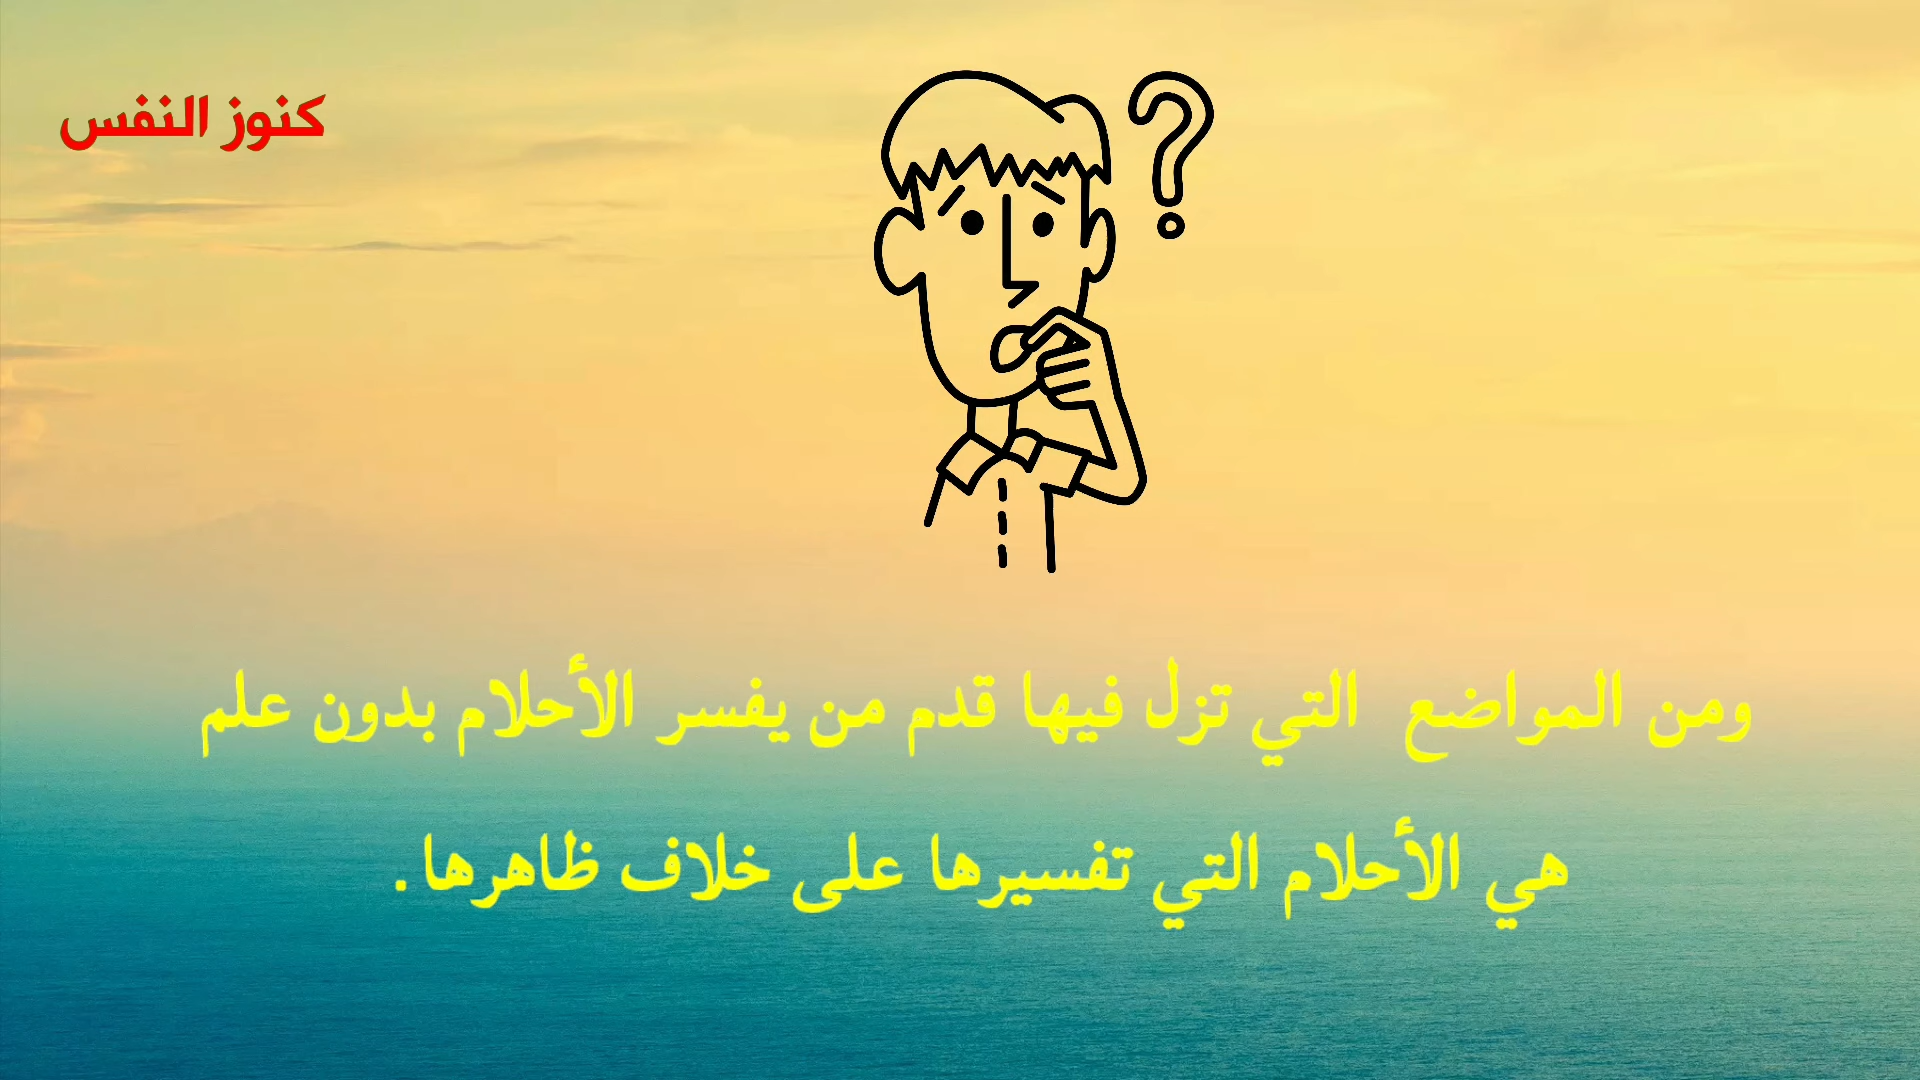 كنوز النفس
ومن المواضع التي تزل فيها قدم من يفسر الأحلام بدون علم
هي الأحلام التي تفسيرها على خلاف ظاهرها.